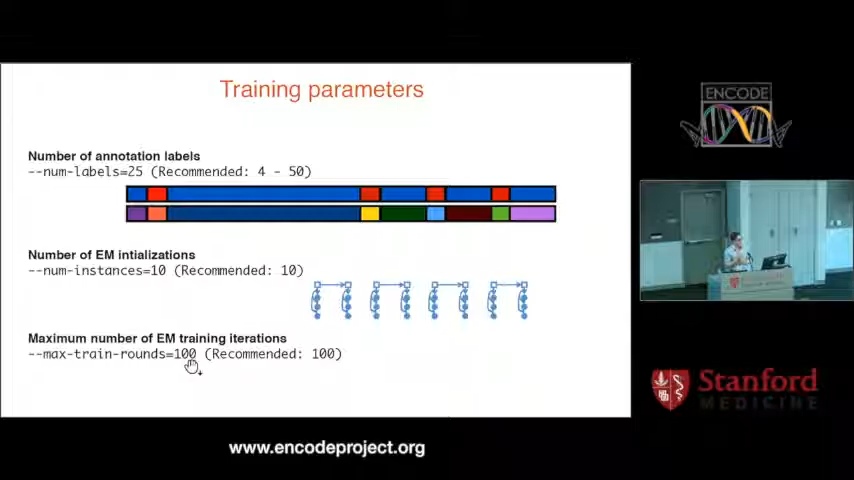 Training parameters
ENCODE
Number of annotation labels
--num-labels=25 (Recommended: 4 - 50)
Number of EM intializations
--num-instances=10 (Recommended: 10)
Maximum number of EM training iterations
--max-train-rounds=100 (Recommended: 100)
Stanford
MEDICINE
www.encodeproject.org